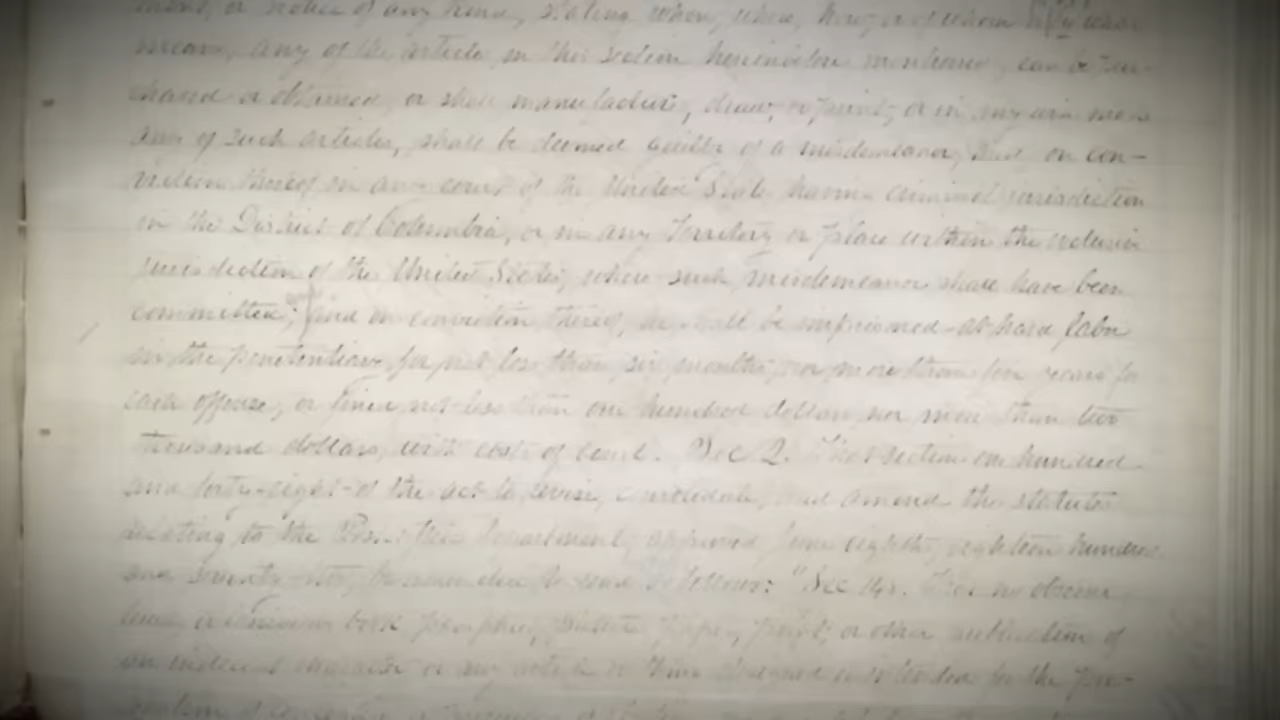 ment, or notice of any kind, stating when, where, how, or of whom, or by what
means, any of the articles in this section hereinbefore mentioned, can be pur-
chased or obtained, or shall manufacture, draw, or print, or in any wise make
any of such articles, shall be deemed guilty of a misdemeanor, and on con-
viction thereof in any court of the United States having criminal jurisdiction
in the District of Columbia, or in any Territory or place within the exclusive
jurisdiction of the United States, where such misdemeanor shall have been
committed; and on conviction thereof, he shall be imprisoned at hard labor
in the penitentiary for not less than six months nor more than five years for
each offense, or fined not less than one hundred dollars nor more than two
thousand dollars, with costs of court. Sec. 2. That section one hundred
and forty-eight of the act to revise, consolidate, and amend the statutes
relating to the Post Office Department, approved June eighth, eighteen hundred
and seventy-two, be amended to read as follows: "Sec 148. That no obscene
lewd or lascivious book pamphlet, picture paper, print, or other publication of
an indecent character or any article or thing designed or intended for the pre-